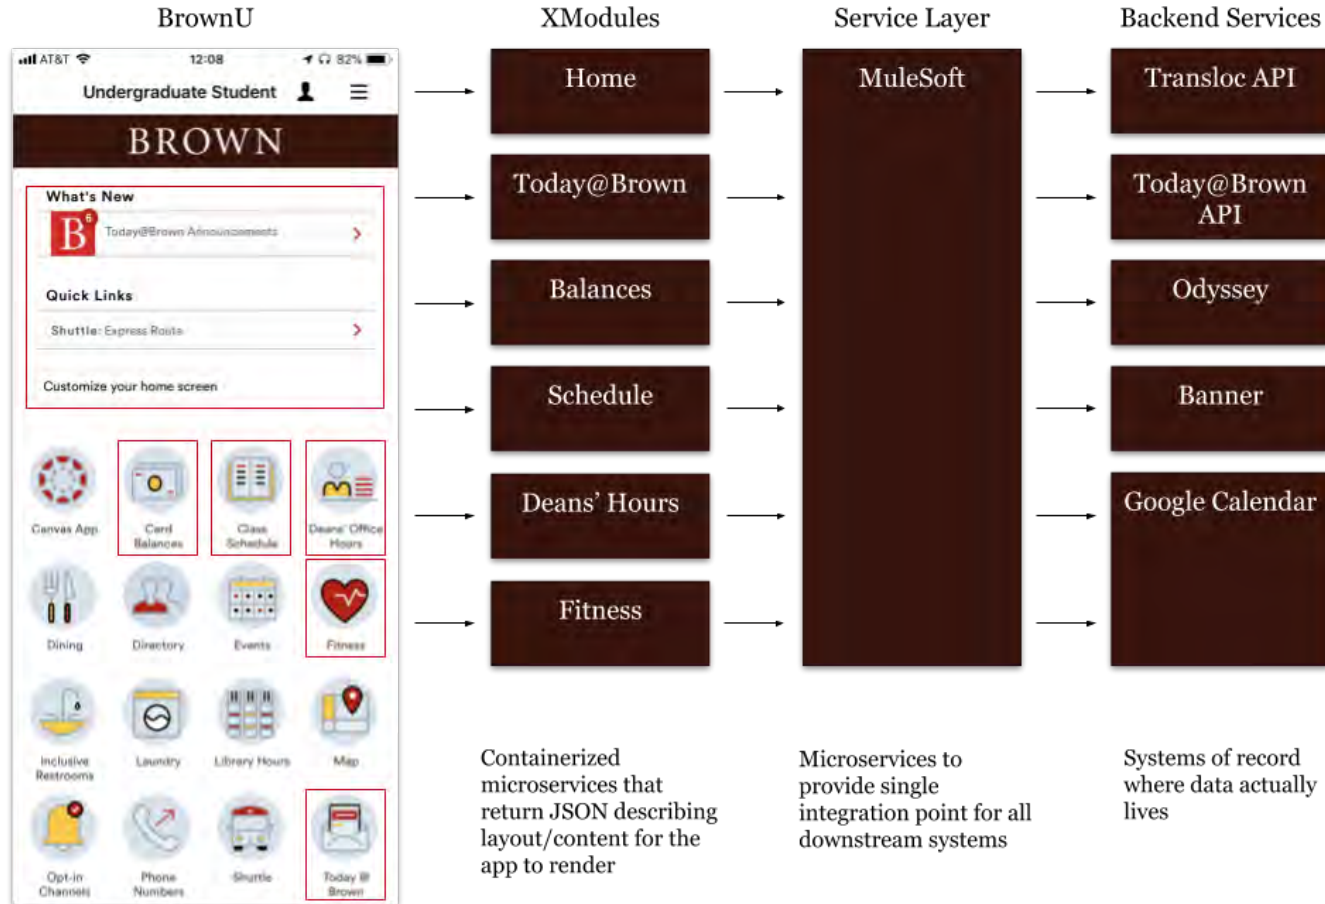 BrownU
XModules
Service Layer
Backend Services
AT&T
12:08
82%
Undergraduate Student
BROWN
What's New
B
6
Today@Brown Announcements
Quick Links
Shuttle: Express Route
Customize your home screen
Canvas App
Card
Balances
Class
Schedule
Deans' Office
Hours
Dining
Directory
Events
Fitness
Inclusive
Restrooms
Laundry
Library Hours
Map
Opt-in
Channels
Phone
Numbers
Shuttle
Today @
Brown
Home
Today@Brown
Balances
Schedule
Deans’ Hours
Fitness
Containerized
microservices that
return JSON describing
layout/content for the
app to render
MuleSoft
Microservices to
provide single
integration point for all
downstream systems
Transloc API
Today@Brown
API
Odyssey
Banner
Google Calendar
Systems of record
where data actually
lives